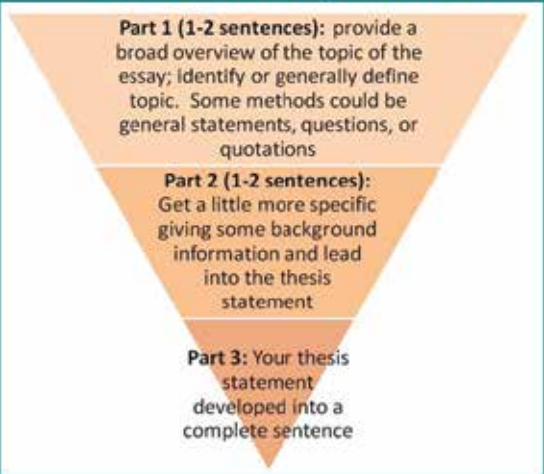 Part 1 (1-2 sentences): provide a
broad overview of the topic of the
essay; identify or generally define
topic. Some methods could be
general statements, questions, or
quotations
Part 2 (1-2 sentences):
Get a little more specific
giving some background
information and lead
into the thesis
statement
Part 3: Your thesis
statement
developed into a
complete sentence